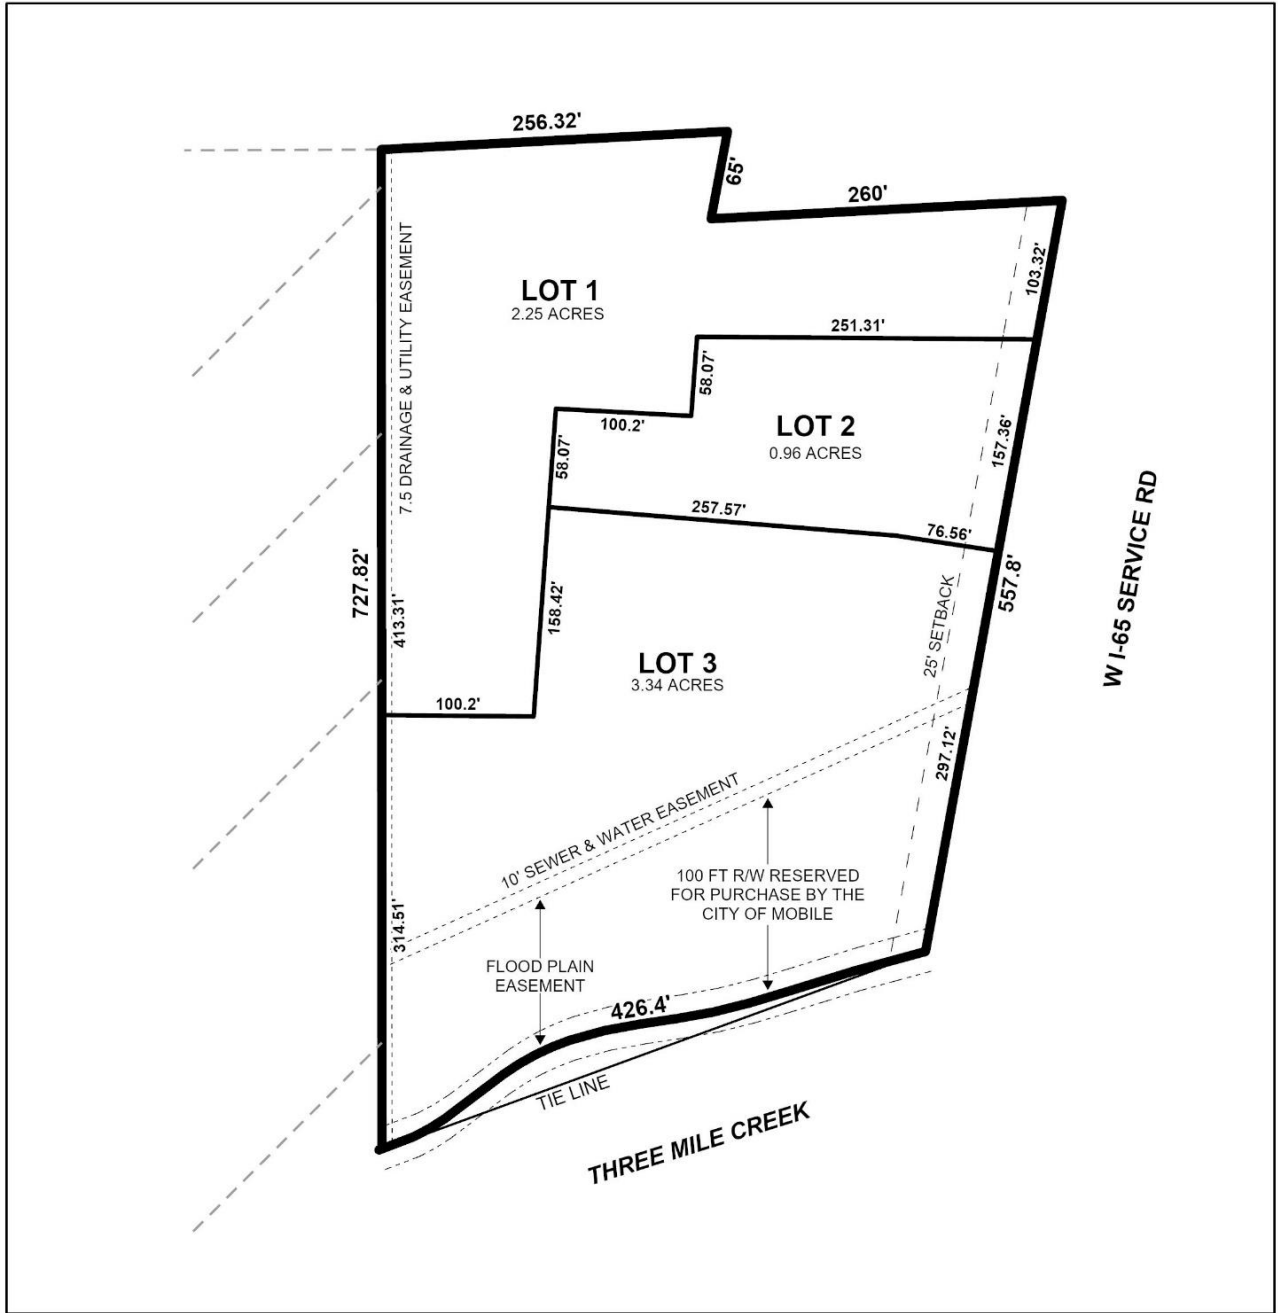 256.32'
65'
260'
103.32'
LOT 1
2.25 ACRES
7.5 DRAINAGE & UTILITY EASEMENT
251.31'
58.07'
100.2'
LOT 2
0.96 ACRES
157.36'
58.07'
257.57'
76.56'
W I-65 SERVICE RD
727.82'
413.31'
158.42'
557.8'
25' SETBACK
LOT 3
3.34 ACRES
100.2'
297.12'
10' SEWER & WATER EASEMENT
100 FT R/W RESERVED
FOR PURCHASE BY THE
CITY OF MOBILE
314.51'
FLOOD PLAIN
EASEMENT
426.4'
TIE LINE
THREE MILE CREEK